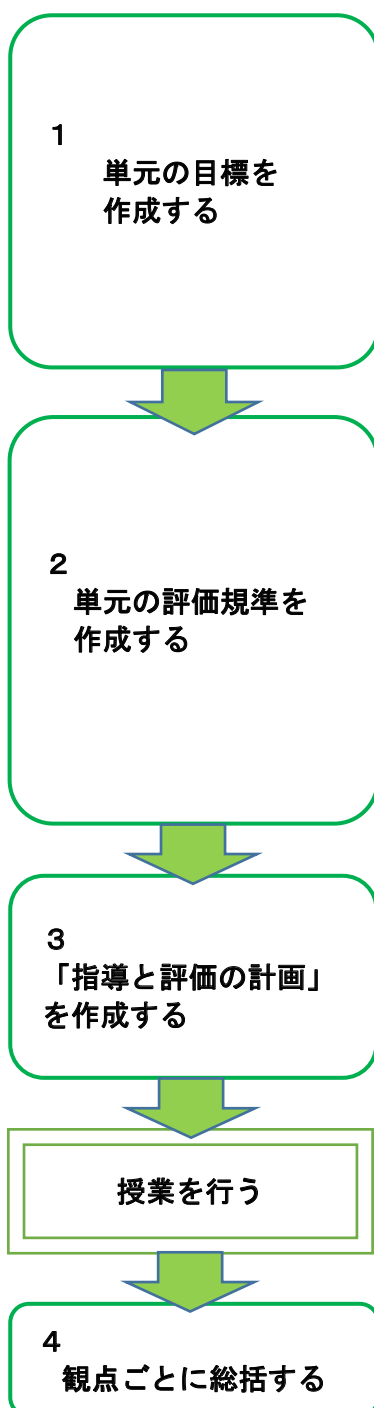 1
単元の目標を
作成する
2
単元の評価規準を
作成する
3
「指導と評価の計画」
を作成する
授業を行う
4
観点ごとに総括する